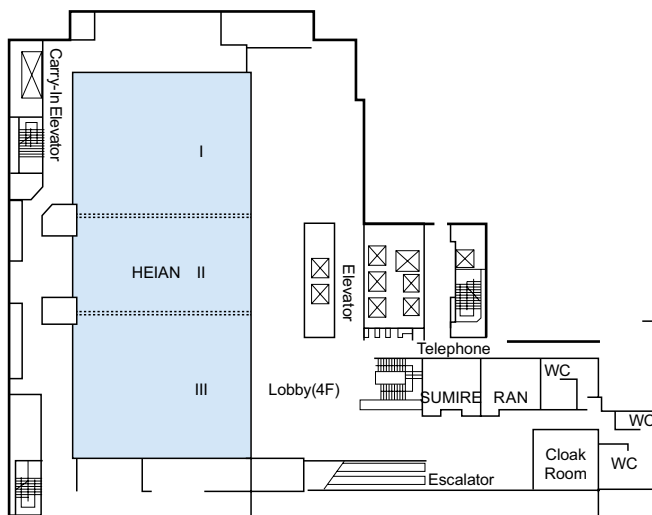 Carry-In Elevator
I
HEIAN II
Elevator
Telephone
III
Lobby(4F)
SUMIRE
RAN
WC
WC
Cloak
Room
WC
Escalator